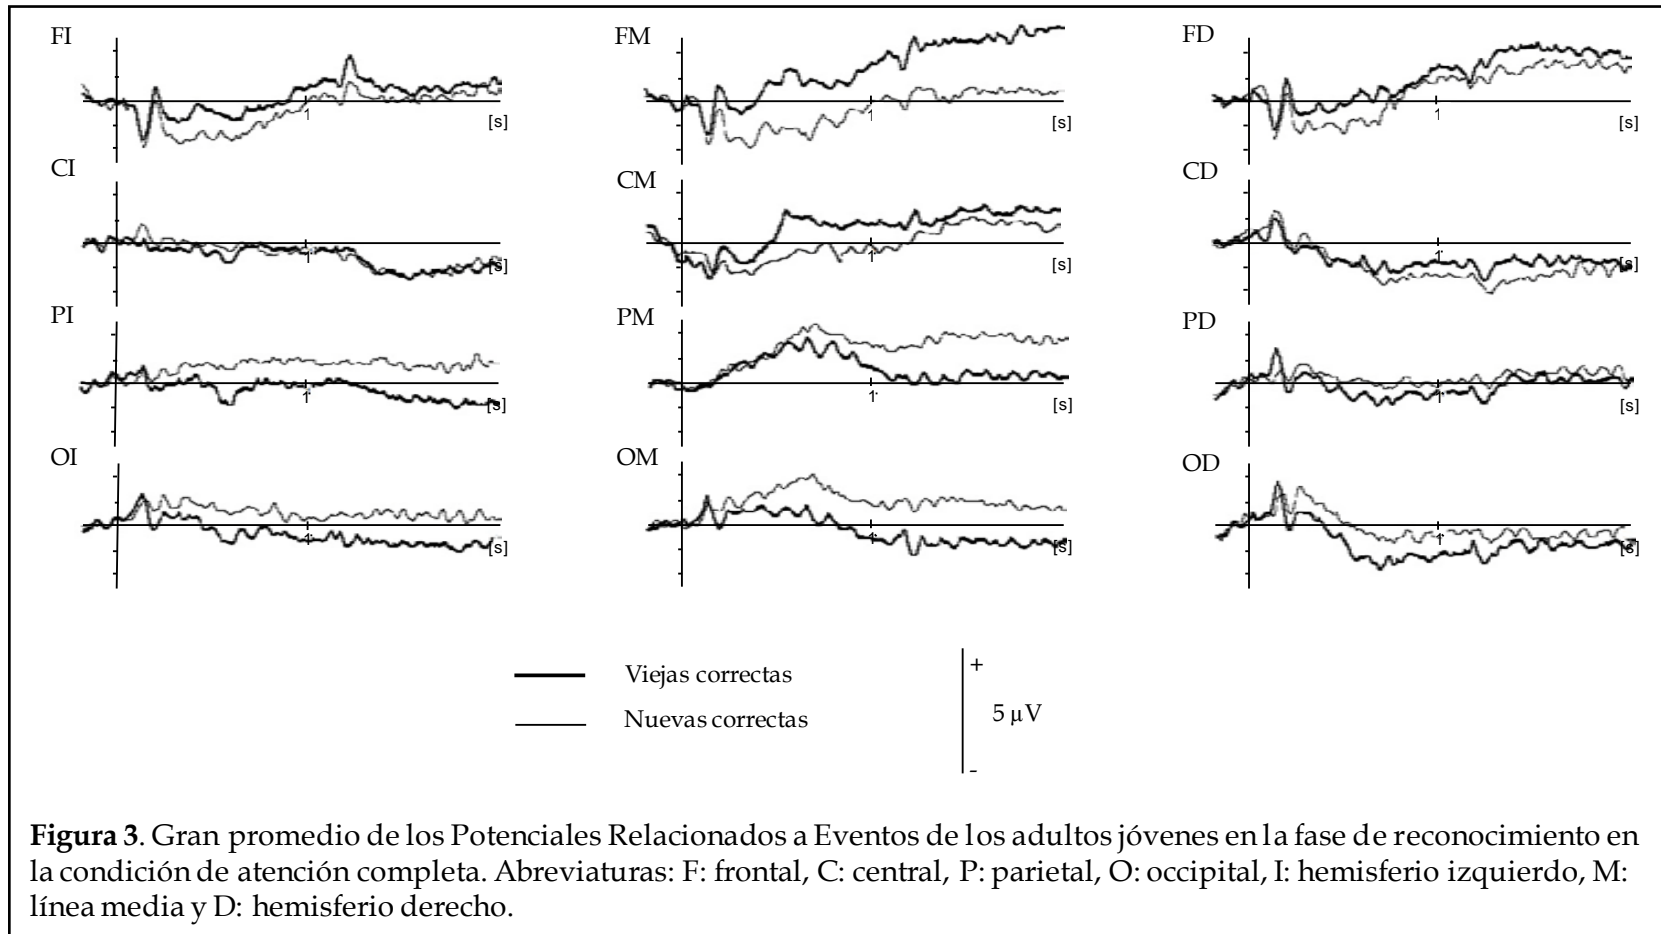 FI
FM
FD
1
[s]
1
[s]
1
[s]
CI
CM
CD
1
[s]
1
[s]
1
[s]
PI
PM
PD
1
[s]
1
[s]
1
[s]
OI
OM
OD
1
[s]
1
[s]
1
[s]
Viejas correctas
Nuevas correctas
+
5 µV
-
Figura 3. Gran promedio de los Potenciales Relacionados a Eventos de los adultos jóvenes en la fase de reconocimiento en
la condición de atención completa. Abreviaturas: F: frontal, C: central, P: parietal, O: occipital, I: hemisferio izquierdo, M:
línea media y D: hemisferio derecho.